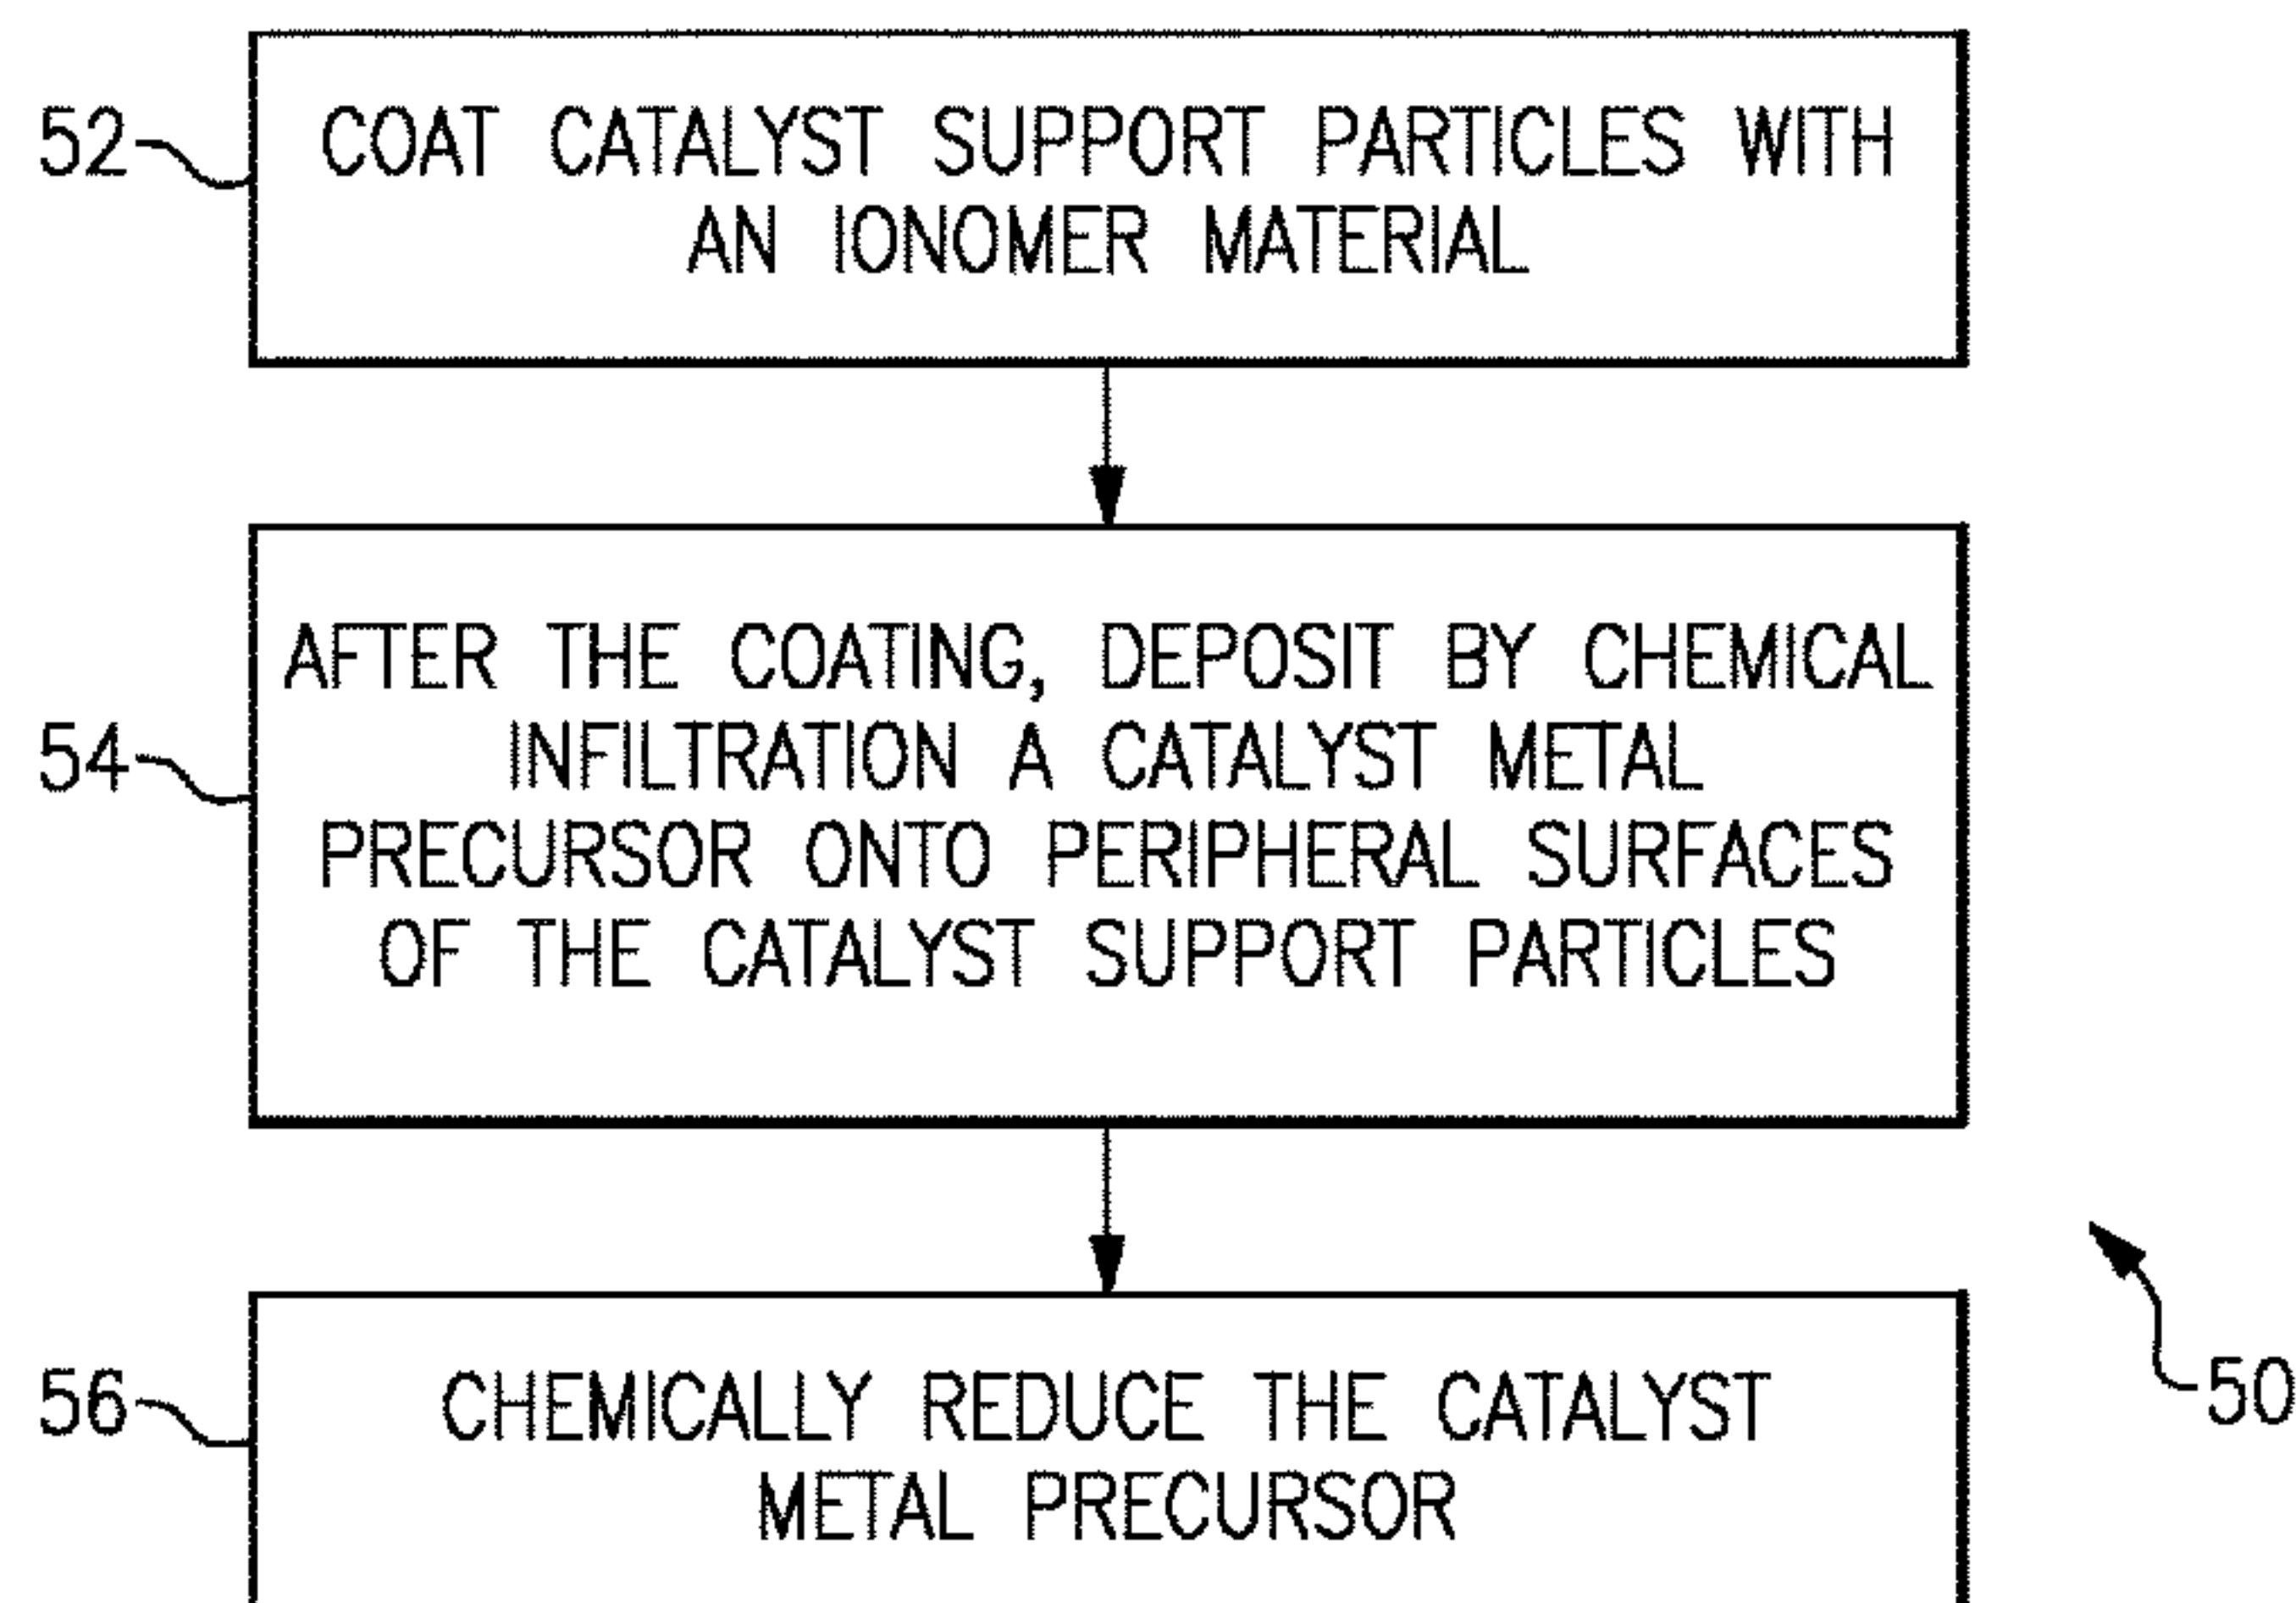 52
COAT CATALYST SUPPORT PARTICLES WITH
AN IONOMER MATERIAL
54
AFTER THE COATING, DEPOSIT BY CHEMICAL
INFILTRATION A CATALYST METAL
PRECURSOR ONTO PERIPHERAL SURFACES
OF THE CATALYST SUPPORT PARTICLES
56
CHEMICALLY REDUCE THE CATALYST
METAL PRECURSOR
50